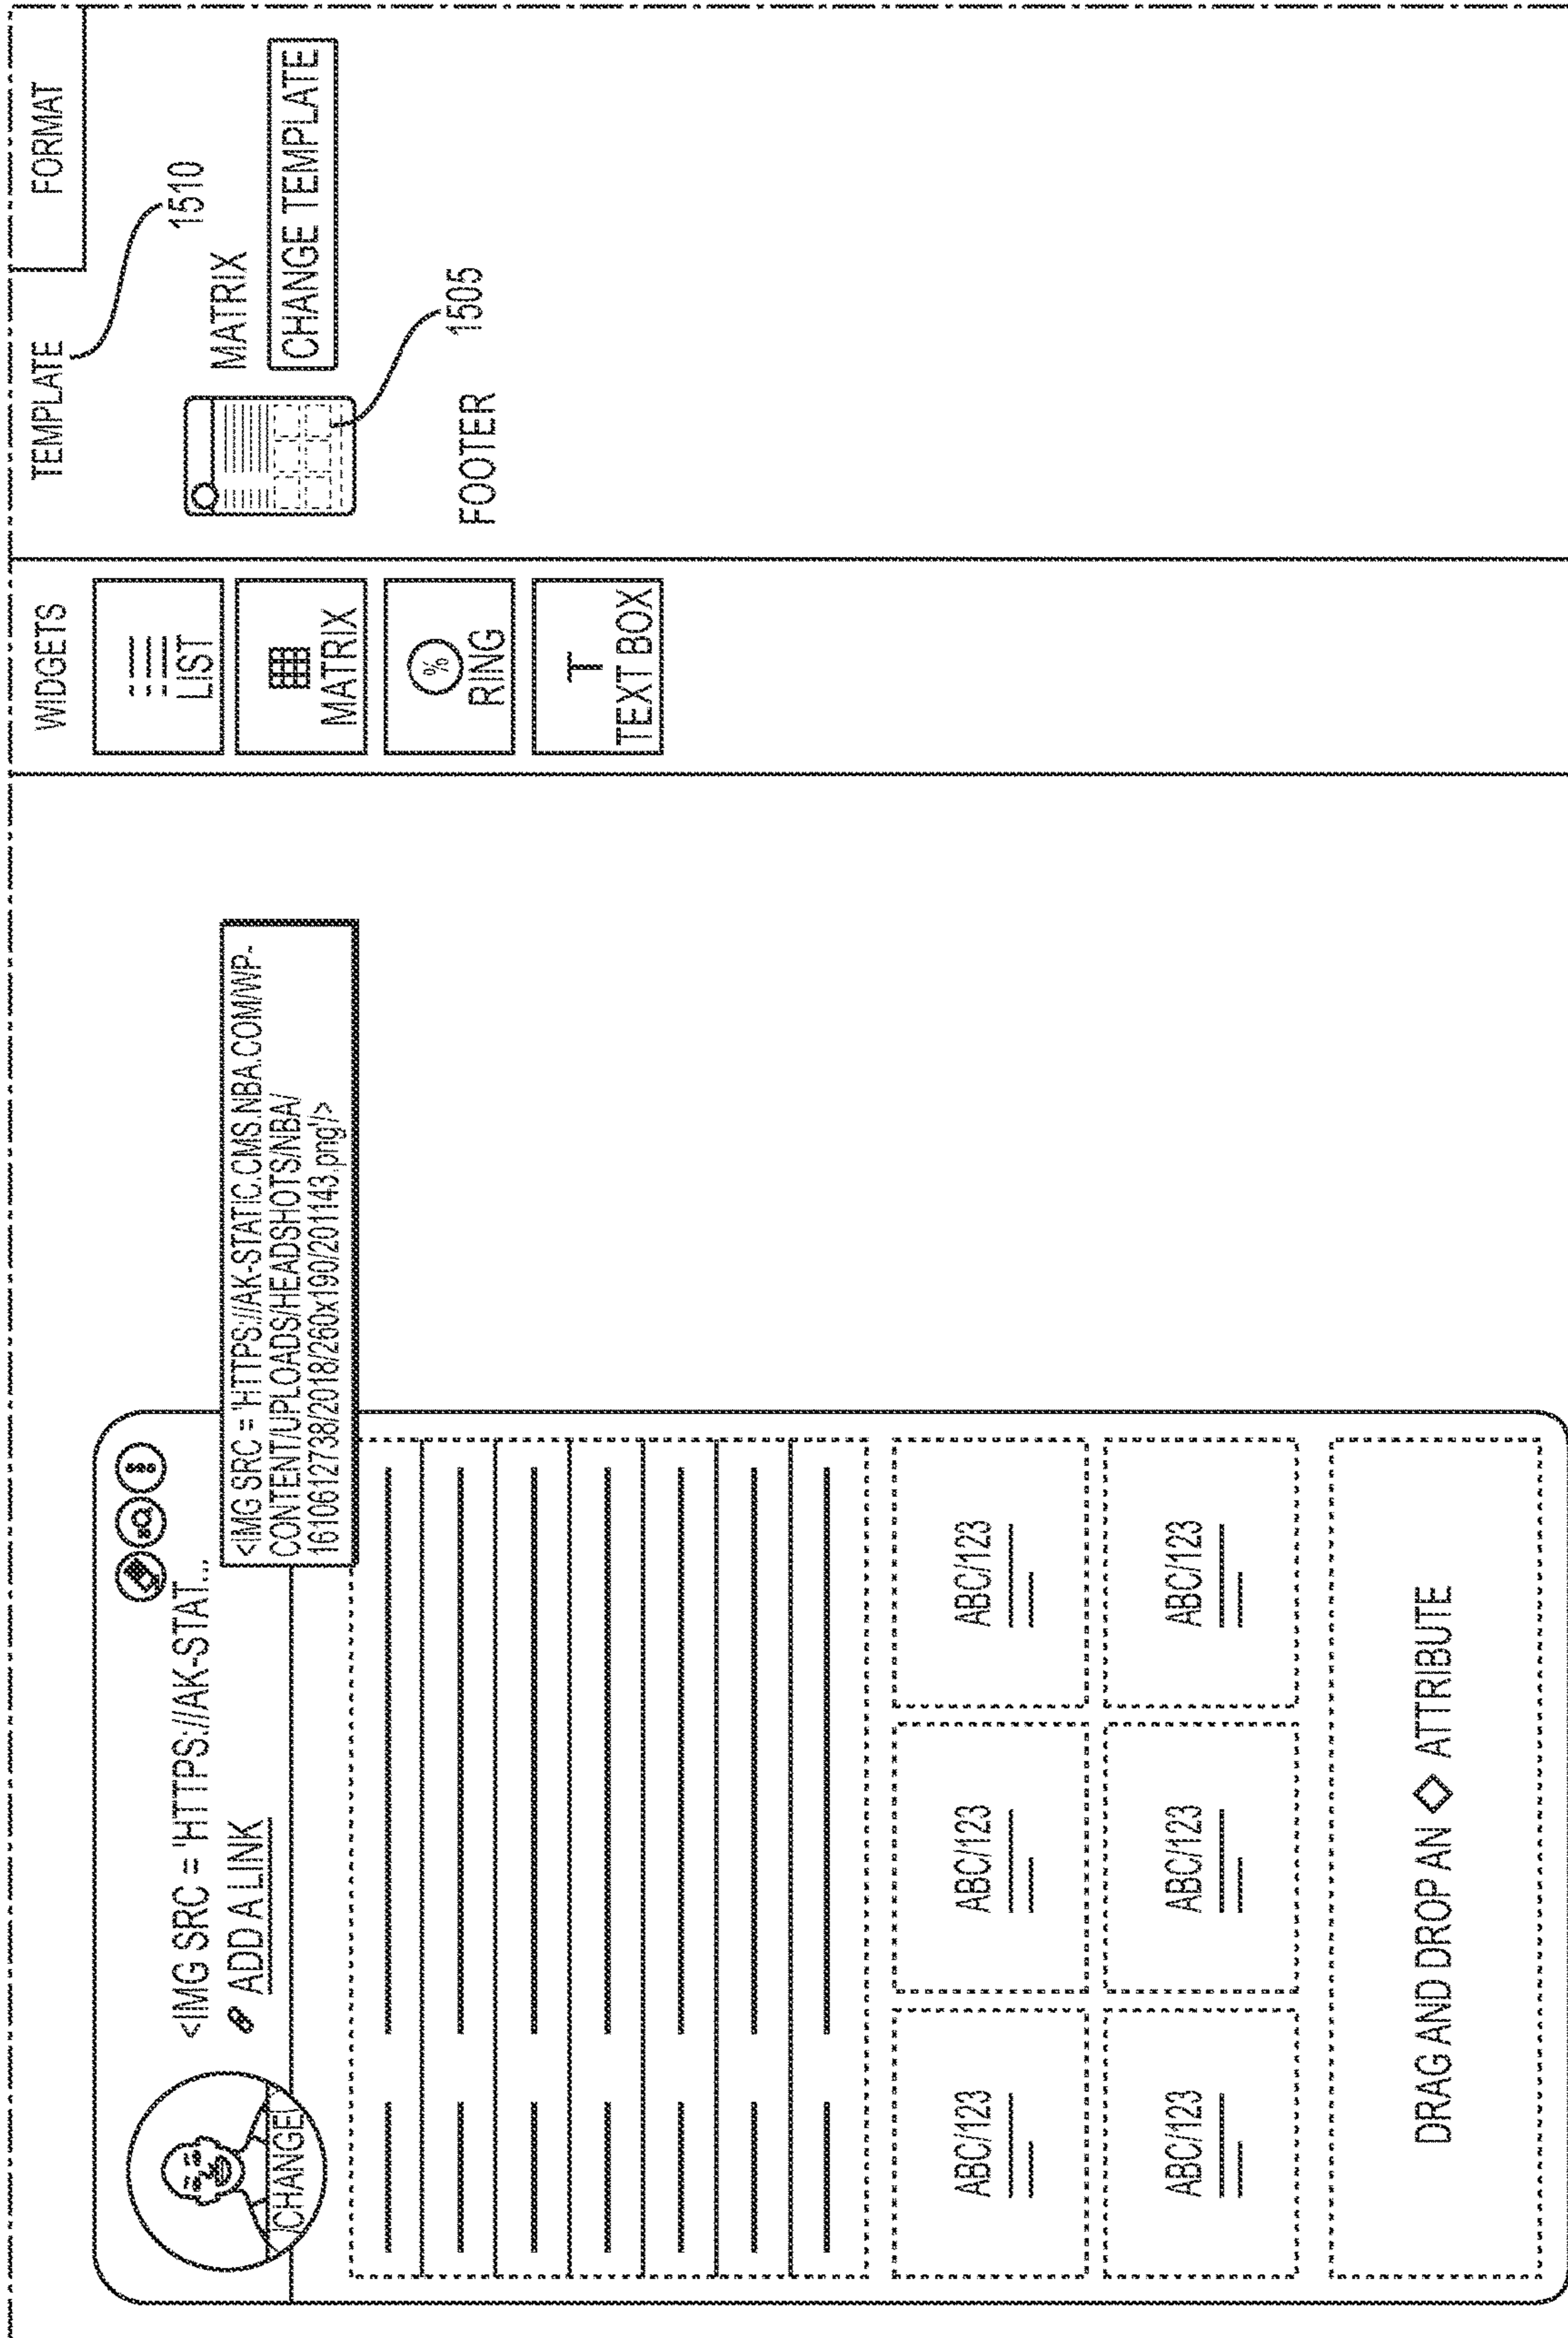 <IMG SRC = 'HTTPS://AK-STAT...
ADD A LINK
CHANGE
<IMG SRC = 'HTTPS://AK-STATIC.CMS.NBA.COM/WP-
CONTENT/UPLOADS/HEADSHOTS/NBA/
1610612738/2018/260x190/201143.png'/>
ABC/123
ABC/123
ABC/123
ABC/123
ABC/123
ABC/123
DRAG AND DROP AN ◇ ATTRIBUTE
WIDGETS
LIST
MATRIX
%
RING
T
TEXT BOX
TEMPLATE
FORMAT
1510
MATRIX
CHANGE TEMPLATE
1505
FOOTER